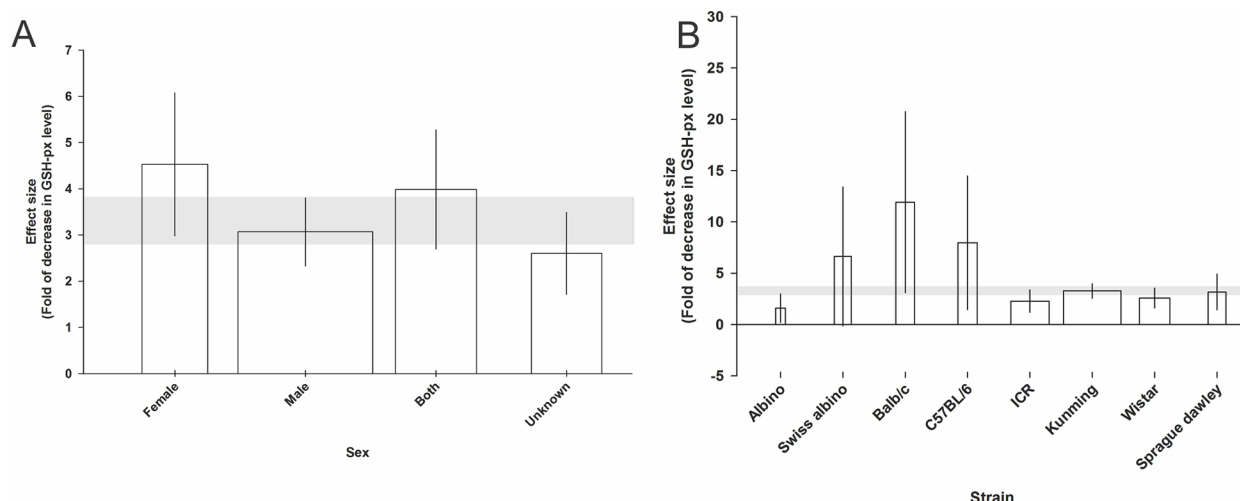 A
7
6
5
4
3
2
1
0
Effect size
(Fold of decrease in GSH-px level)
Female
Male
Both
Unknown
Sex
B
30
25
20
15
10
5
0
-5
Effect size
(Fold of decrease in GSH-px level)
Albino
Swiss albino
Balb/c
C57BL/6
ICR
Kunming
Wistar
Sprague dawley
Strain